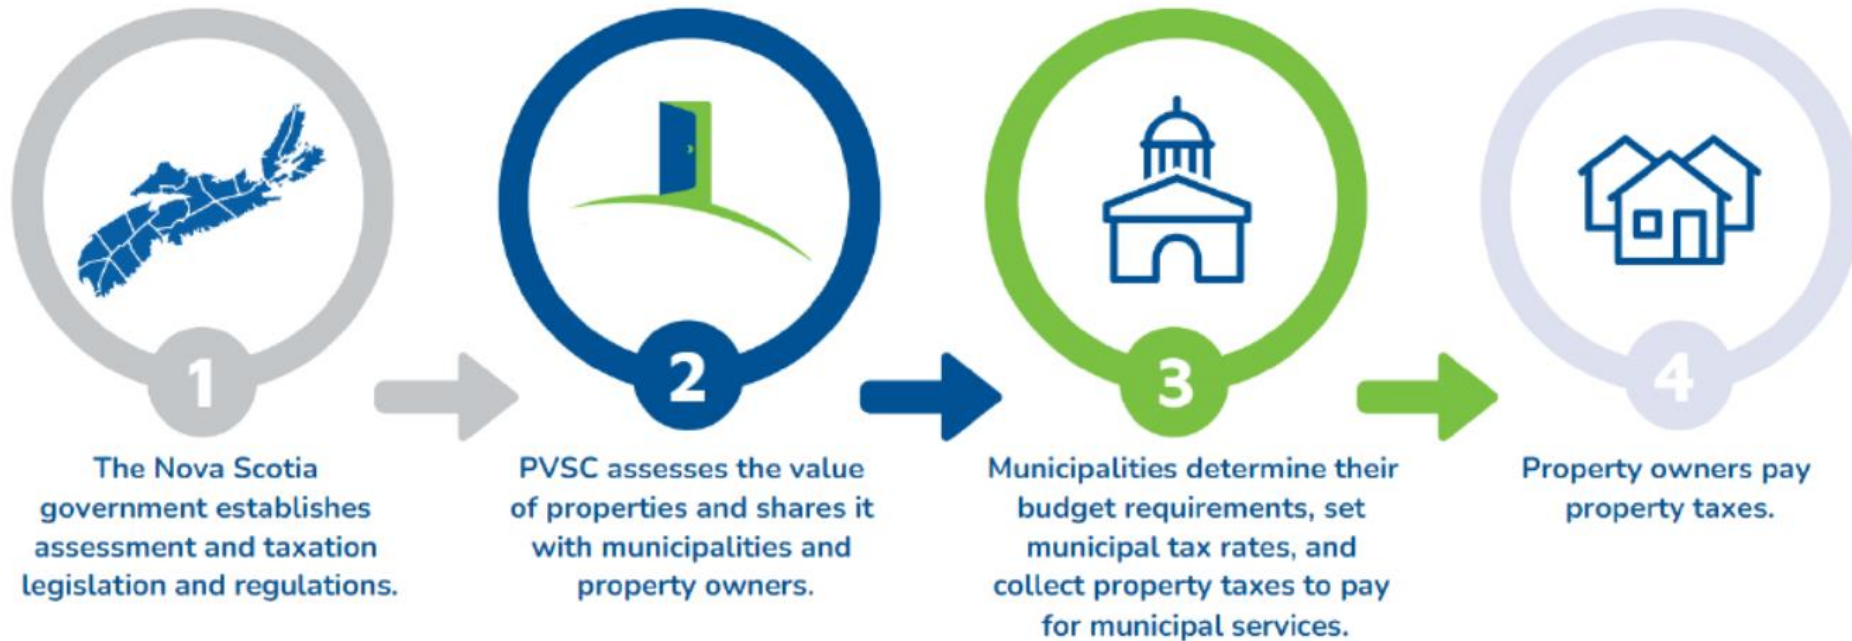 1
The Nova Scotia
government establishes
assessment and taxation
legislation and regulations.
2
PVSC assesses the value
of properties and shares it
with municipalities and
property owners.
3
Municipalities determine their
budget requirements, set
municipal tax rates, and
collect property taxes to pay
for municipal services.
4
Property owners pay
property taxes.